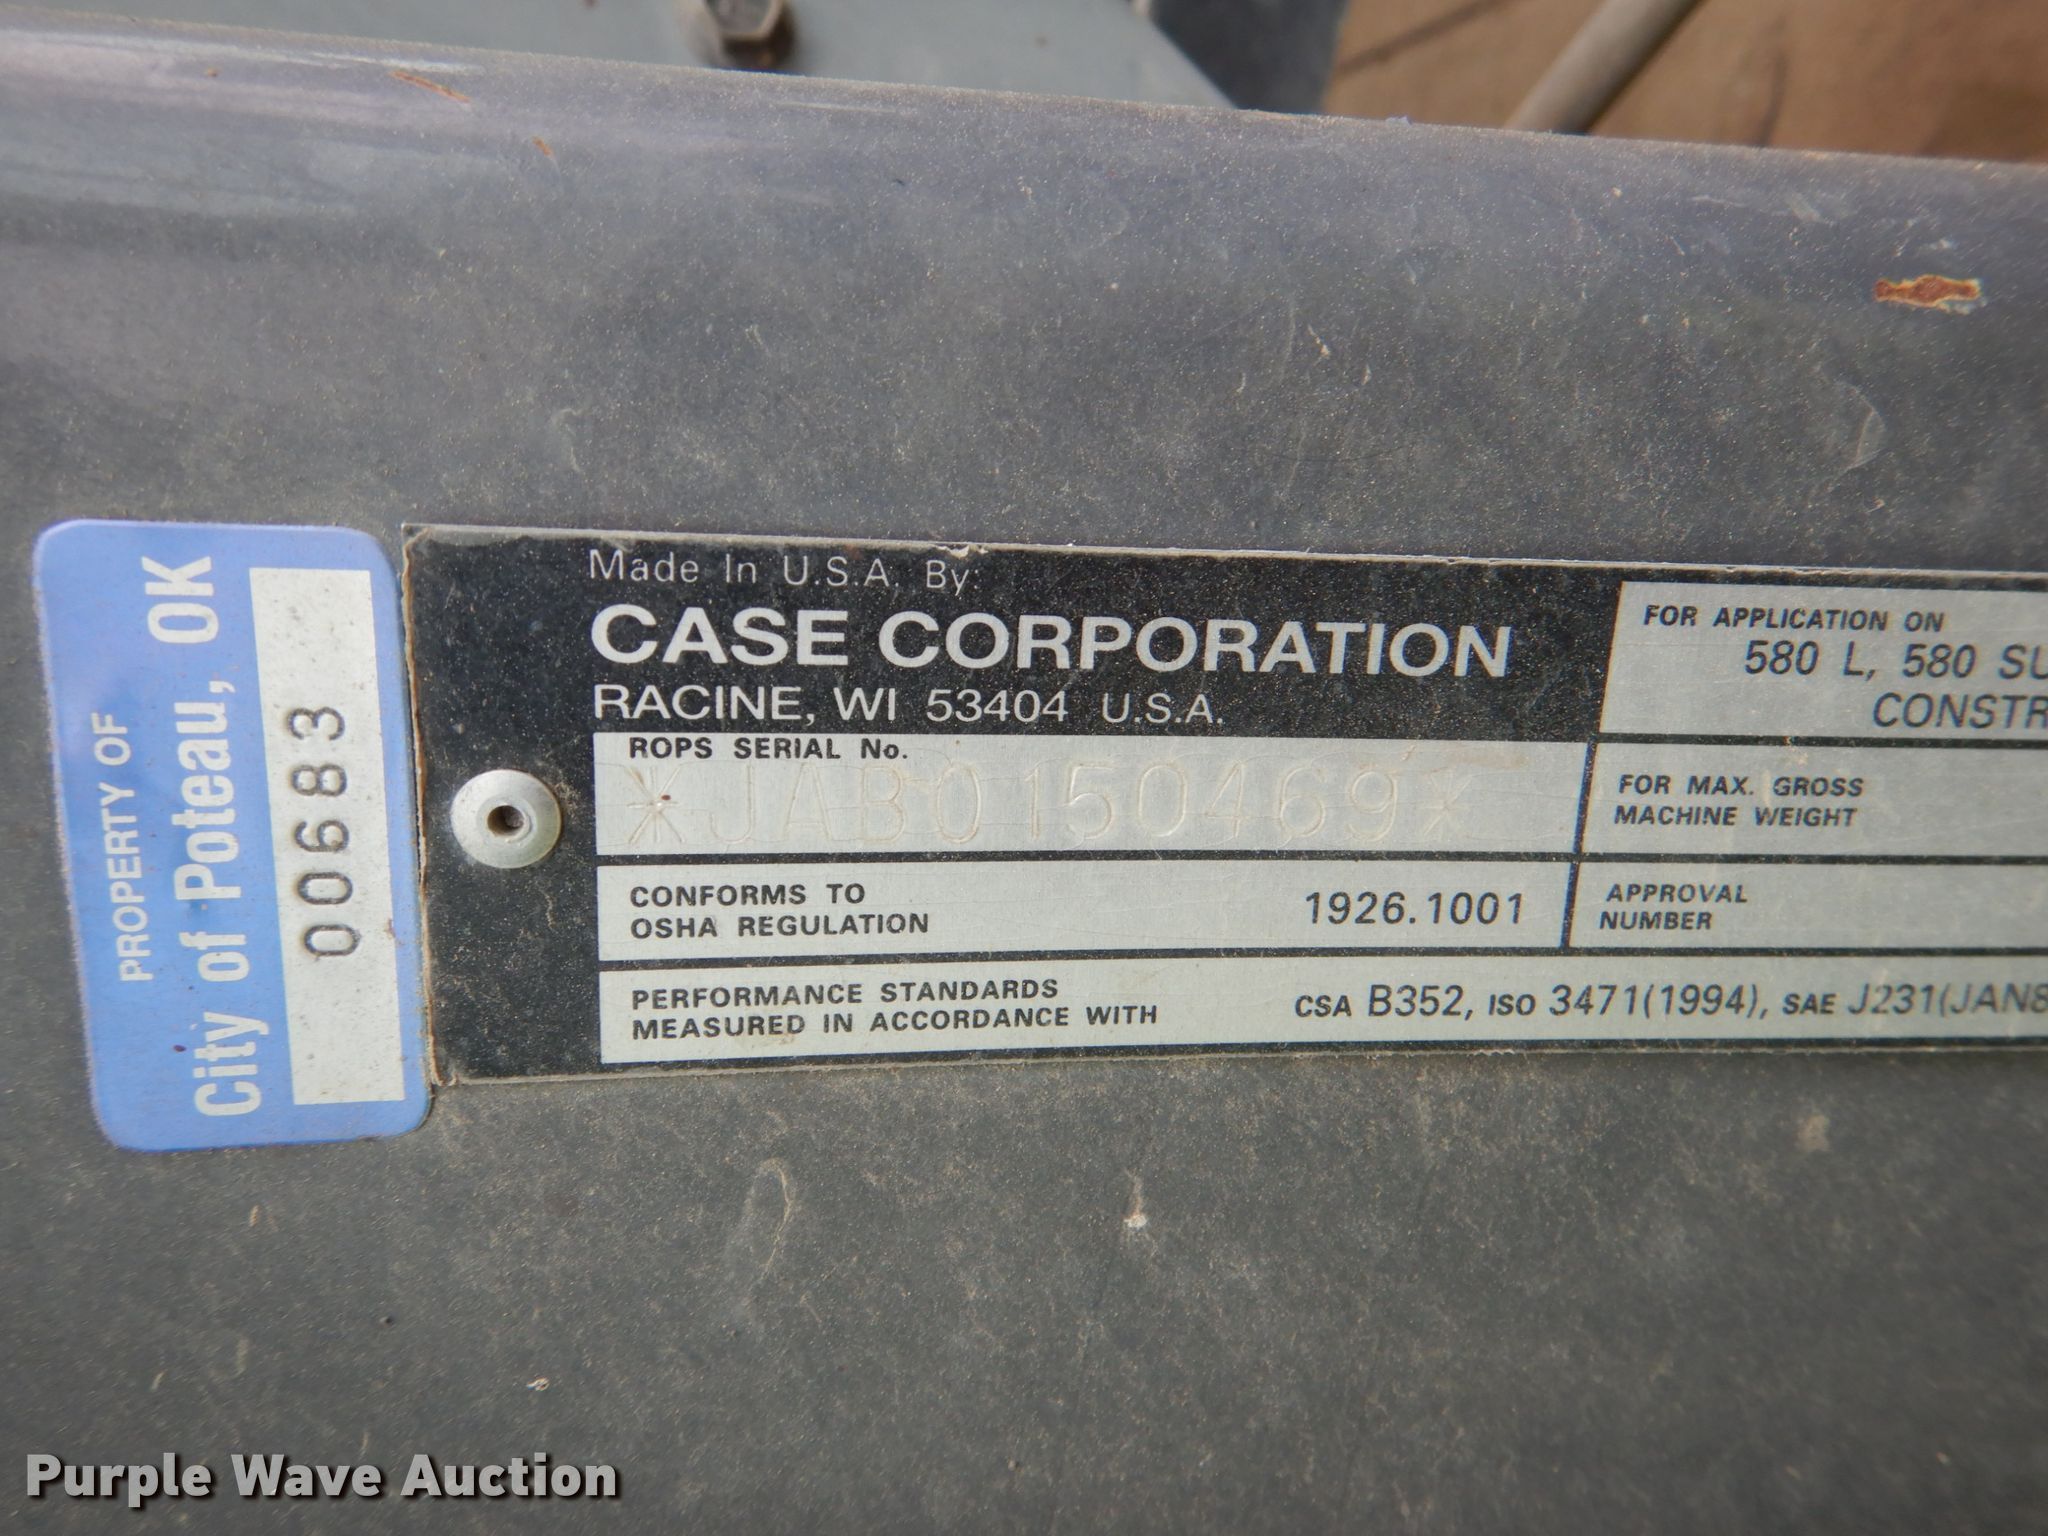 PROPERTY OF
City of Poteau, OK
00683
Made In U.S.A. By:
CASE CORPORATION
RACINE, WI 53404 U.S.A.
ROPS SERIAL No.
*JAB0150469*
CONFORMS TO
OSHA REGULATION
1926.1001
PERFORMANCE STANDARDS
MEASURED IN ACCORDANCE WITH
CSA B352, ISO 3471(1994), SAE J231(JAN8
FOR APPLICATION ON
580 L, 580 SU
CONSTR
FOR MAX. GROSS
MACHINE WEIGHT
APPROVAL
NUMBER
Purple Wave Auction